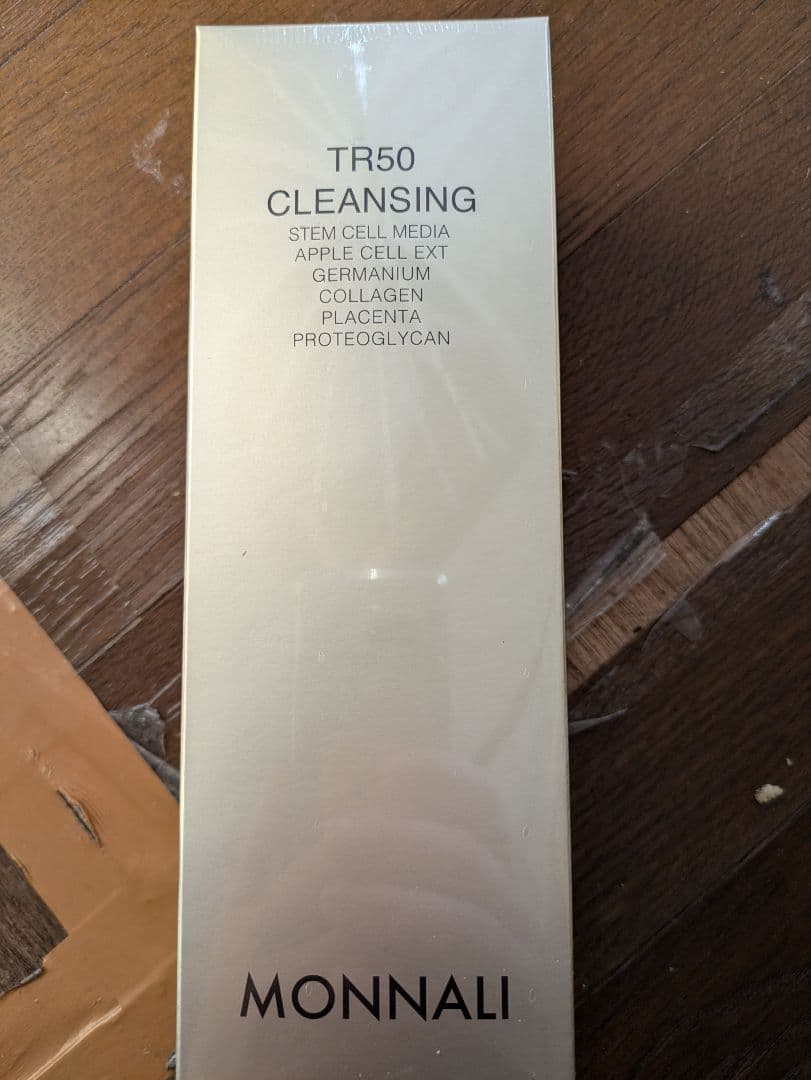 TR50
CLEANSING
STEM CELL MEDIA
APPLE CELL EXT
GERMANIUM
COLLAGEN
PLACENTA
PROTEOGLYCAN
MONNALI